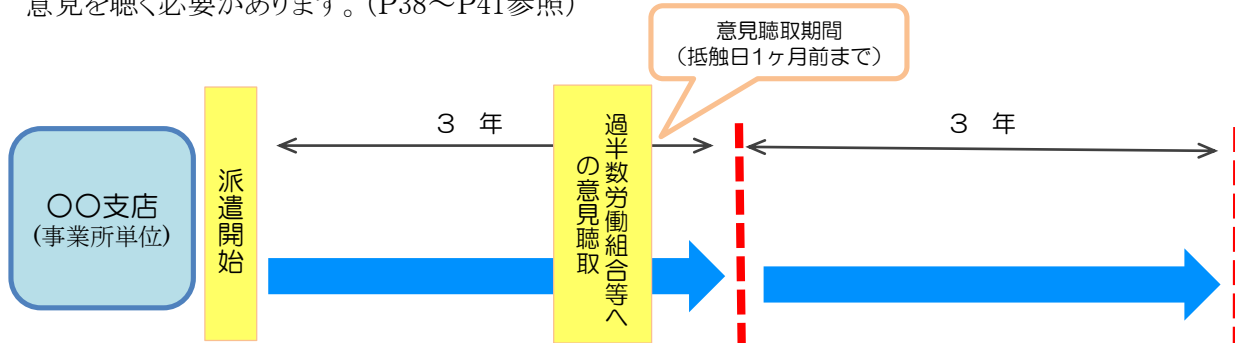 意見を聴く必要があります。（P38～P41参照）
意見聴取期間
（抵触日1ヶ月前まで）
３　年
３　年
〇〇支店
(事業所単位)
派遣開始
過半数労働組合等へ
の意見聴取